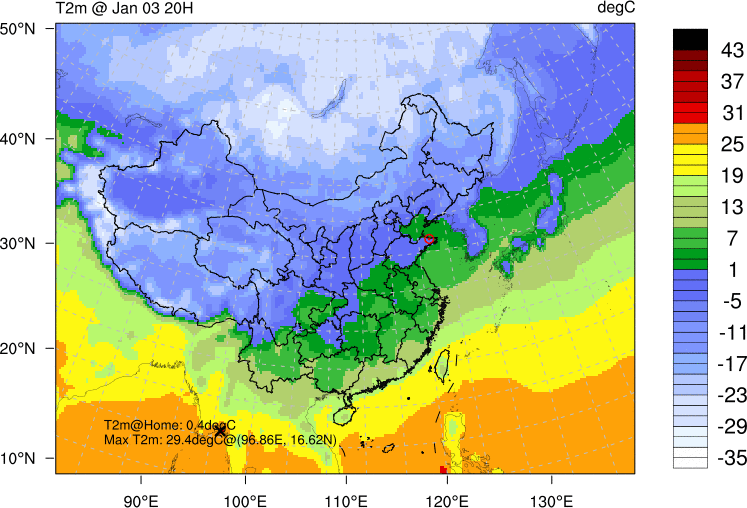 T2m @ Jan 03 20H
degC
50°N
40°N
30°N
20°N
10°N
90°E
100°E
110°E
120°E
130°E
T2m@Home: 0.4degC
Max T2m: 29.4degC@(96.86E, 16.62N)
43
37
31
25
19
13
7
1
-5
-11
-17
-23
-29
-35